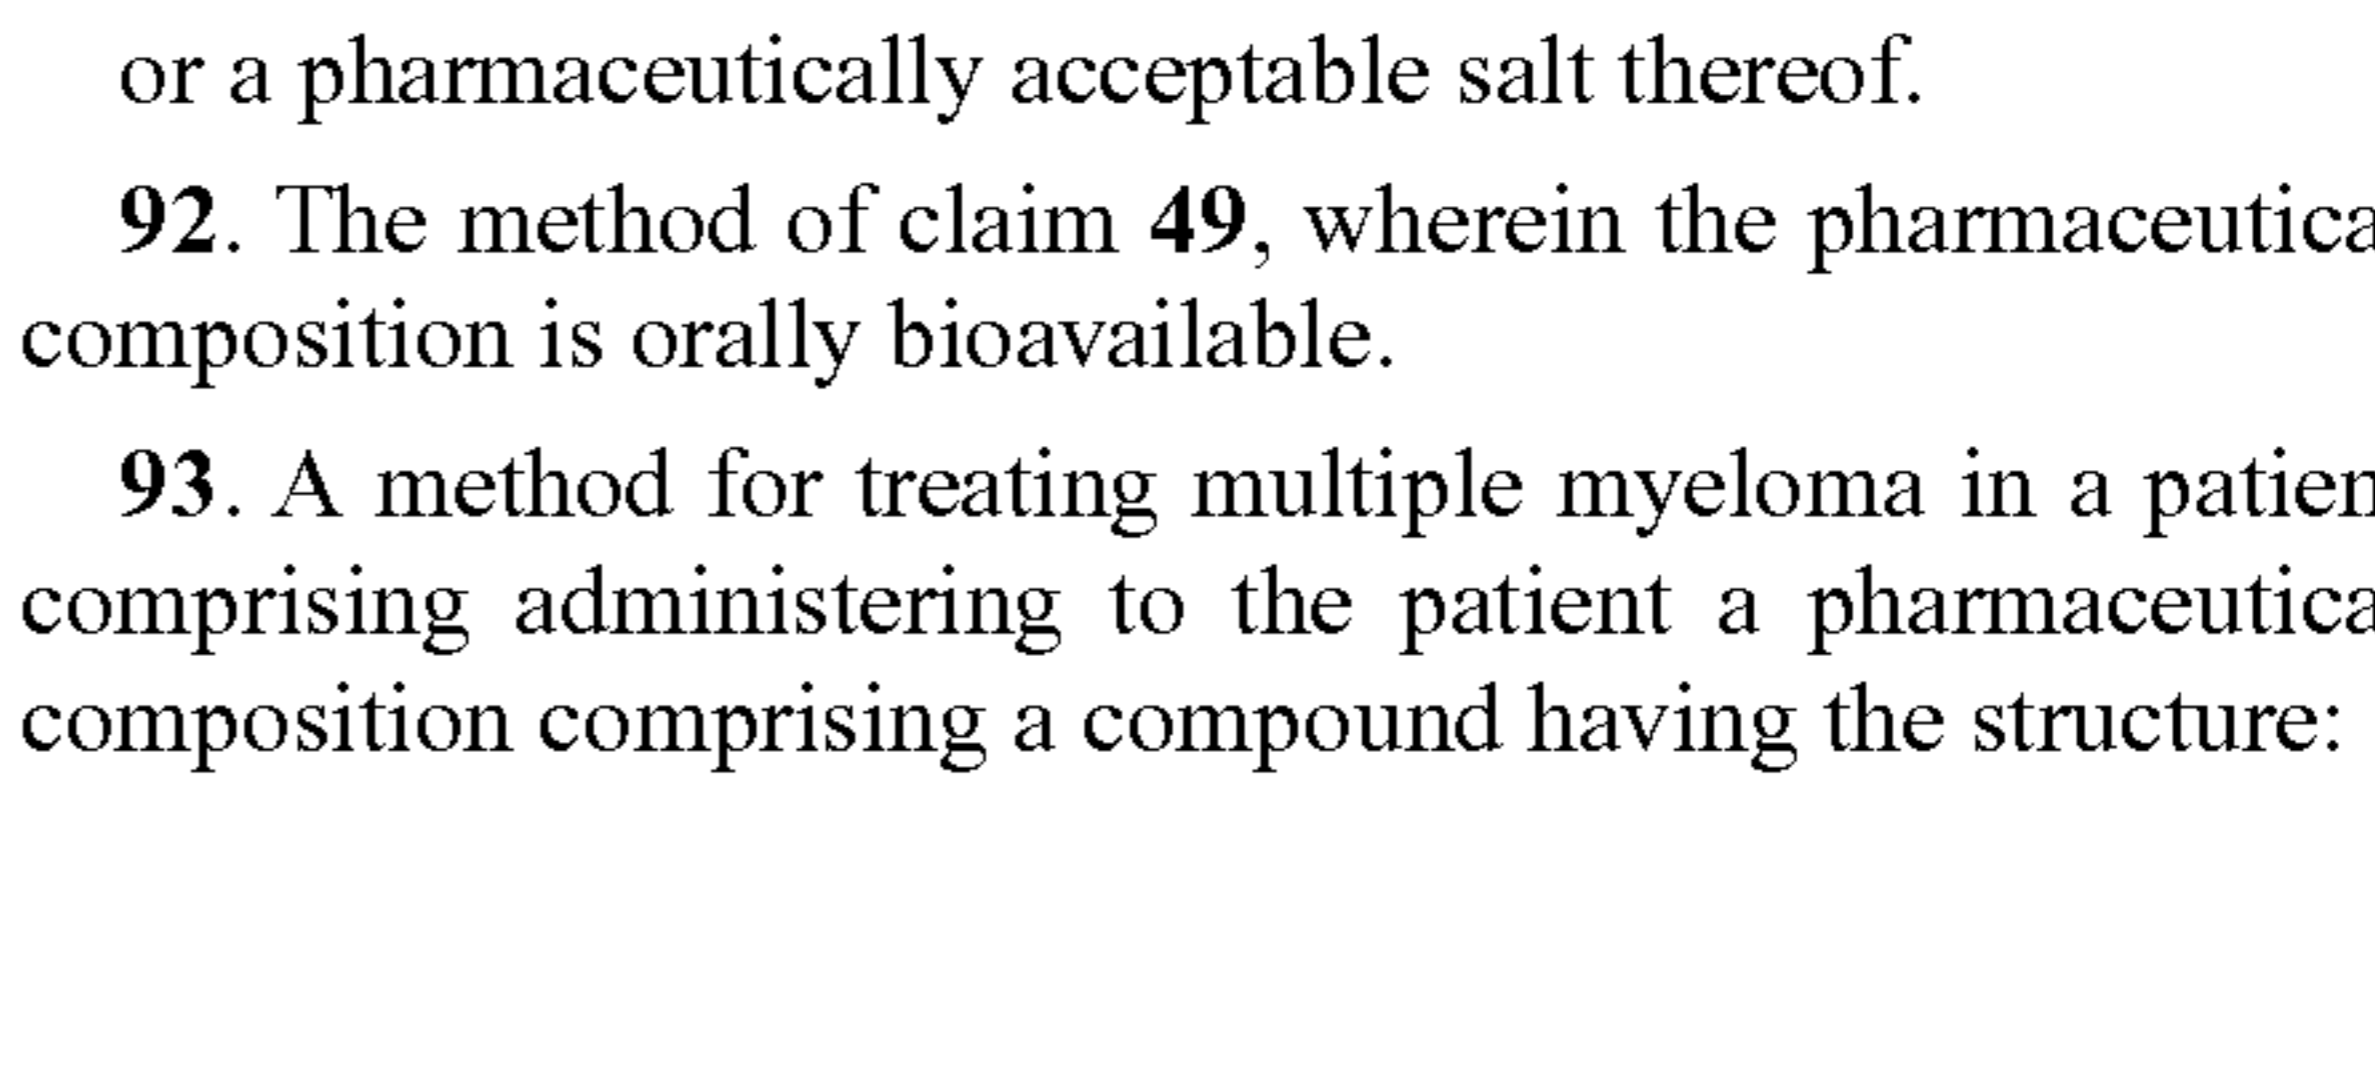 or a pharmaceutically acceptable salt thereof.
92. The method of claim 49, wherein the pharmaceutica
composition is orally bioavailable.
93. A method for treating multiple myeloma in a patien
comprising administering to the patient a pharmaceutica
composition comprising a compound having the structure: